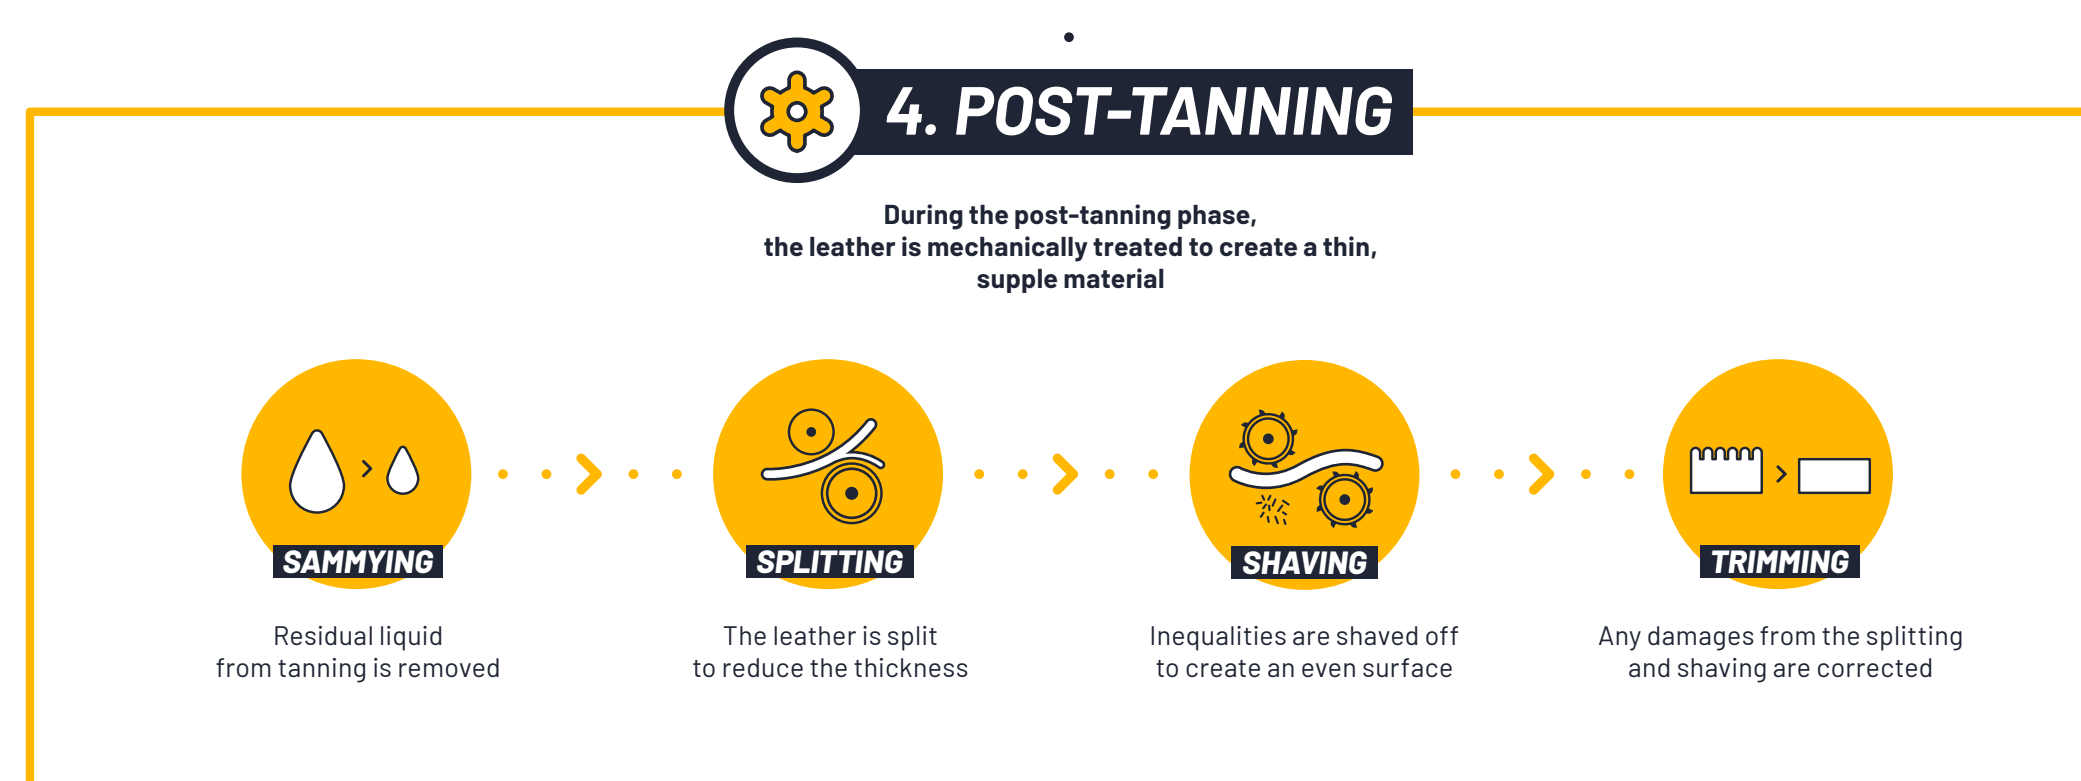 4. POST-TANNING
During the post-tanning phase,
the leather is mechanically treated to create a thin,
supple material
SAMMYING
Residual liquid
from tanning is removed
SPLITTING
The leather is split
to reduce the thickness
SHAVING
Inequalities are shaved off
to create an even surface
TRIMMING
Any damages from the splitting
and shaving are corrected